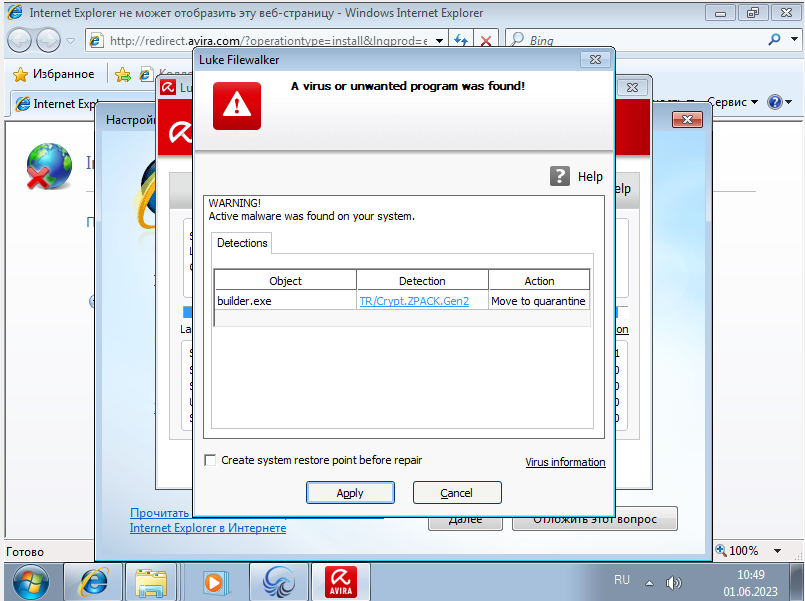 Internet Explorer не может отобразить эту веб-страницу - Windows Internet Explorer
http://redirect.avira.com/?operationtype=install&lngprod=e
Bing
Избранное
Internet Exp
Сервис
Luke Filewalker
A virus or unwanted program was found!
Help
WARNING!
Active malware was found on your system.
Detections
Object Detection Action
builder.exe TR/Crypt.ZPACK.Gen2 Move to quarantine
Create system restore point before repair
Virus information
Apply Cancel
Прочитать
Internet Explorer в Интернете
Далее Отложить этот вопрос
Готово 100%
AVIRA
RU
10:49
01.06.2023